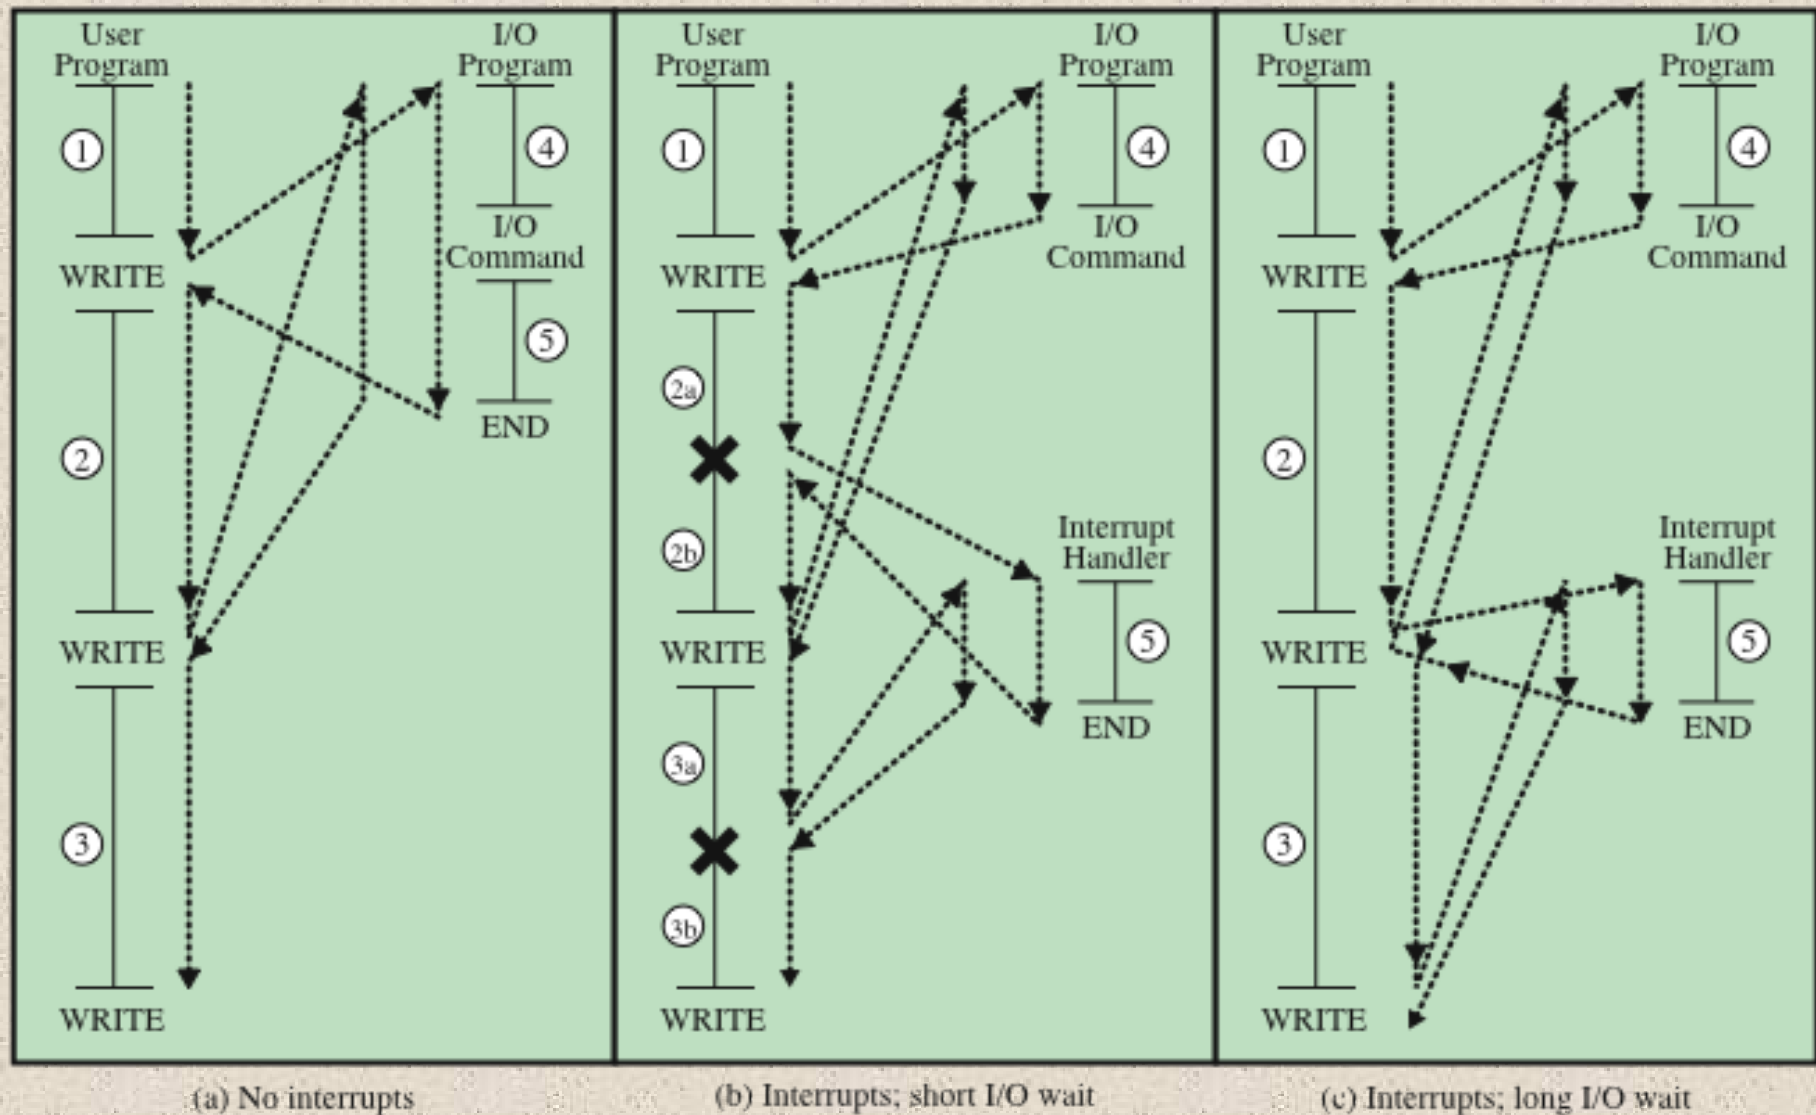 User
Program
I/O
Program
1
4
I/O
Command
WRITE
5
END
2
WRITE
3
WRITE
(a) No interrupts
User
Program
I/O
Program
1
4
I/O
Command
WRITE
2a
2b
Interrupt
Handler
5
WRITE
END
3a
3b
WRITE
(b) Interrupts; short I/O wait
User
Program
I/O
Program
1
4
I/O
Command
WRITE
2
Interrupt
Handler
5
WRITE
END
3
WRITE
(c) Interrupts; long I/O wait